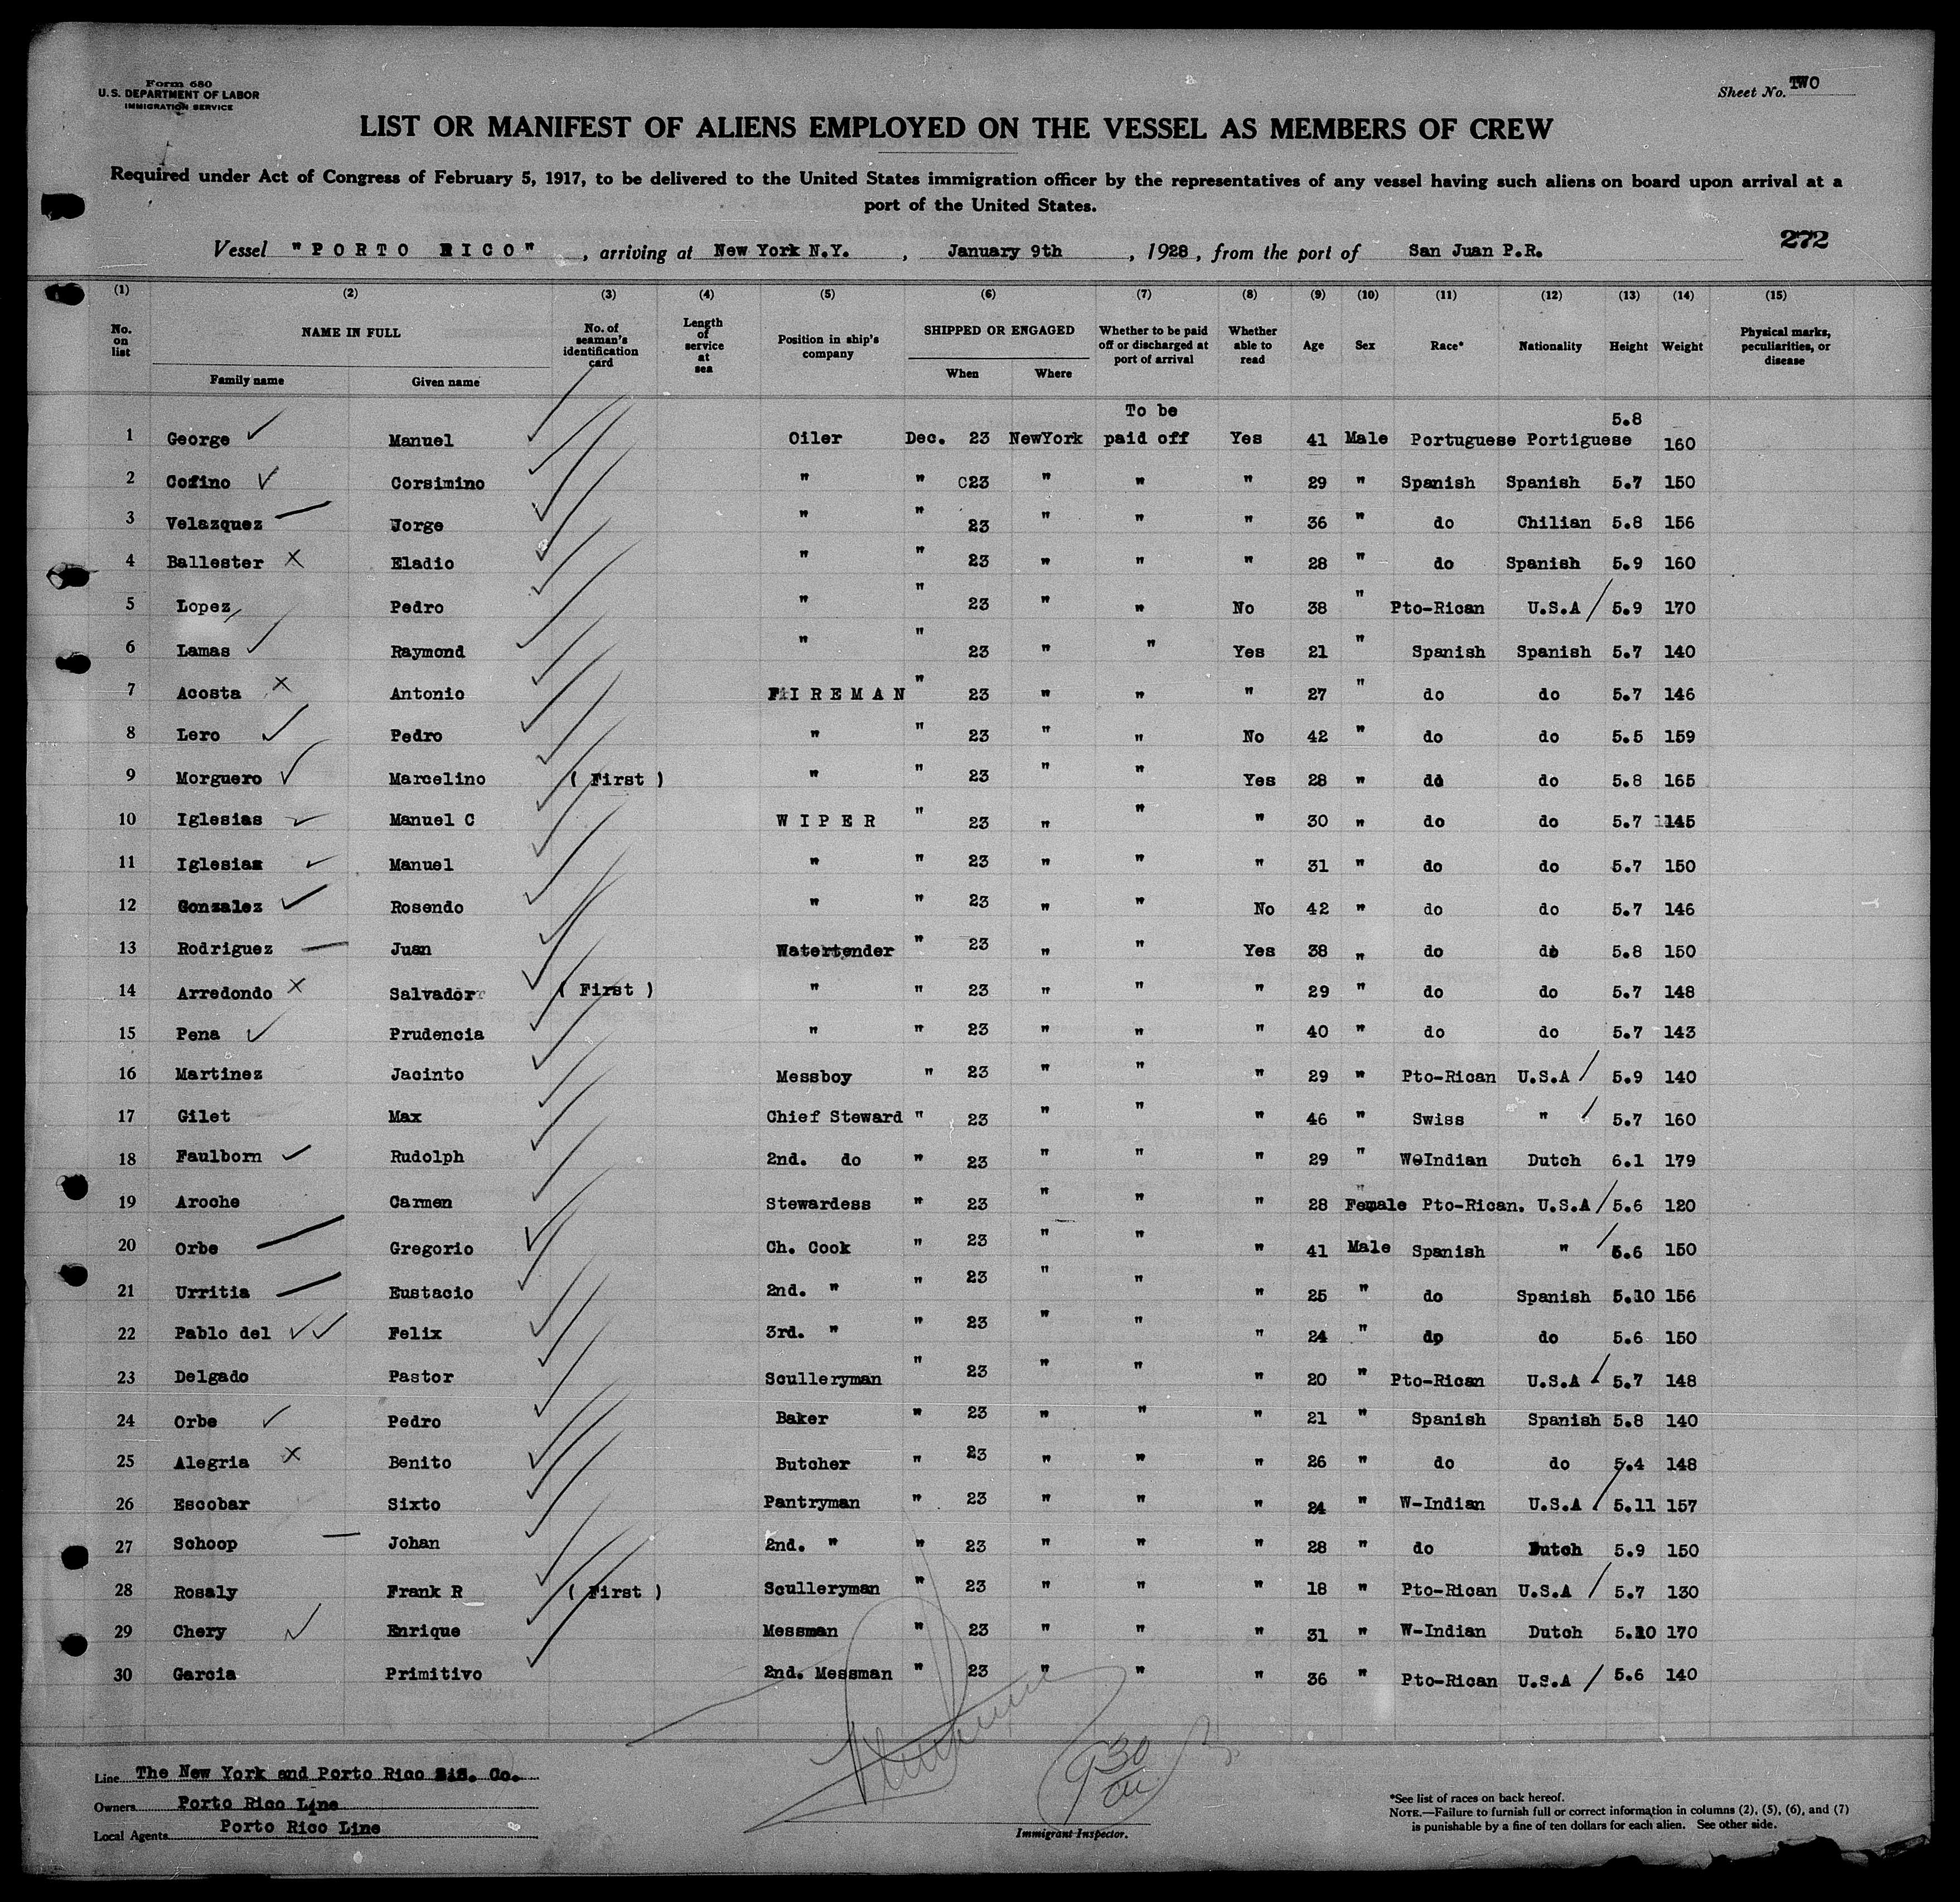 Form 680
U.S. DEPARTMENT OF LABOR
IMMIGRATION SERVICE
Sheet No. TWO
LIST OR MANIFEST OF ALIENS EMPLOYED ON THE VESSEL AS MEMBERS OF CREW
Required under Act of Congress of February 5, 1917, to be delivered to the United States immigration officer by the representatives of any vessel having such aliens on board upon arrival at a
port of the United States.
Vessel "PORTO RICO", arriving at New York N.Y., January 9th, 1928, from the port of San Juan P.R.
272
(1) (2) (3) (4) (5) (6) (7) (8) (9) (10) (11) (12) (13) (14) (15)
No. on list NAME IN FULL Family name Given name No. of seaman's identification card Length of service at sea Position in ship's company SHIPPED OR ENGAGED When Where Whether to be paid off or discharged at port of arrival Whether able to read Age Sex Race* Nationality Height Weight Physical marks, peculiarities, or disease
1 George Manuel Oiler Dec. 23 NewYork To be paid off Yes 41 Male Portuguese Portiguese 5.8 160
2 Cofino Corsimino " " c23 " " " 29 " Spanish Spanish 5.7 150
3 Velazquez Jorge " " 23 " " " 36 " do Chilian 5.8 156
4 Ballester Eladio " " 23 " " " 28 " do Spanish 5.9 160
5 Lopez Pedro " " 23 " " No 38 " Pto-Rican U.S.A 5.9 170
6 Lamas Raymond " " 23 " " Yes 21 " Spanish Spanish 5.7 140
7 Acosta Antonio FIREMAN " 23 " " " 27 " do do 5.7 146
8 Lero Pedro " " 23 " " No 42 " do do 5.5 159
9 Morguero Marcelino ( First ) " " 23 " " Yes 28 " do do 5.8 165
10 Iglesias Manuel C WIPER " 23 " " " 30 " do do 5.7 145
11 Iglesias Manuel " " 23 " " " 31 " do do 5.7 150
12 Gonzalez Rosendo " " 23 " " No 42 " do do 5.7 146
13 Rodriguez Juan Watertender " 23 " " Yes 38 " do do 5.8 150
14 Arredondo Salvador ( First ) " " 23 " " " 29 " do do 5.7 148
15 Pena Prudencia " " 23 " " " 40 " do do 5.7 143
16 Martinez Jacinto Messboy " 23 " " " 29 " Pto-Rican U.S.A 5.9 140
17 Gilet Max Chief Steward " 23 " " " 46 " Swiss " 5.7 160
18 Faulborn Rudolph 2nd. do " 23 " " " 29 " W-Indian Dutch 6.1 179
19 Aroche Carmen Stewardess " 23 " " " 28 Female Pto-Rican. U.S.A 5.6 120
20 Orbe Gregorio Ch. Cook " 23 " " " 41 Male Spanish " 5.6 150
21 Urritia Eustacio 2nd. " " 23 " " " 25 " do Spanish 5.10 156
22 Pablo del Felix 3rd. " " 23 " " " 24 " do do 5.6 150
23 Delgado Pastor Sculleryman " 23 " " " 20 " Pto-Rican U.S.A 5.7 148
24 Orbe Pedro Baker " 23 " " " 21 " Spanish Spanish 5.8 140
25 Alegria Benito Butcher " 23 " " " 26 " do do 5.4 148
26 Escobar Sixto Pantryman " 23 " " " 24 " W-Indian U.S.A 5.11 157
27 Schoop Johan 2nd. " " 23 " " " 28 " do Dutch 5.9 150
28 Rosaly Frank R ( First ) Sculleryman " 23 " " " 18 " Pto-Rican U.S.A 5.7 130
29 Chery Enrique Messman " 23 " " " 31 " W-Indian Dutch 5.10 170
30 Garcia Primitivo 2nd. Messman " 23 " " " 36 " Pto-Rican U.S.A 5.6 140
930
Line The New York and Porto Rico S.S. Co.
Owners Porto Rico Line
Local Agents Porto Rico Line
Immigrant Inspector.
*See list of races on back hereof.
NOTE.—Failure to furnish full or correct information in columns (2), (5), (6), and (7)
is punishable by a fine of ten dollars for each alien. See other side.